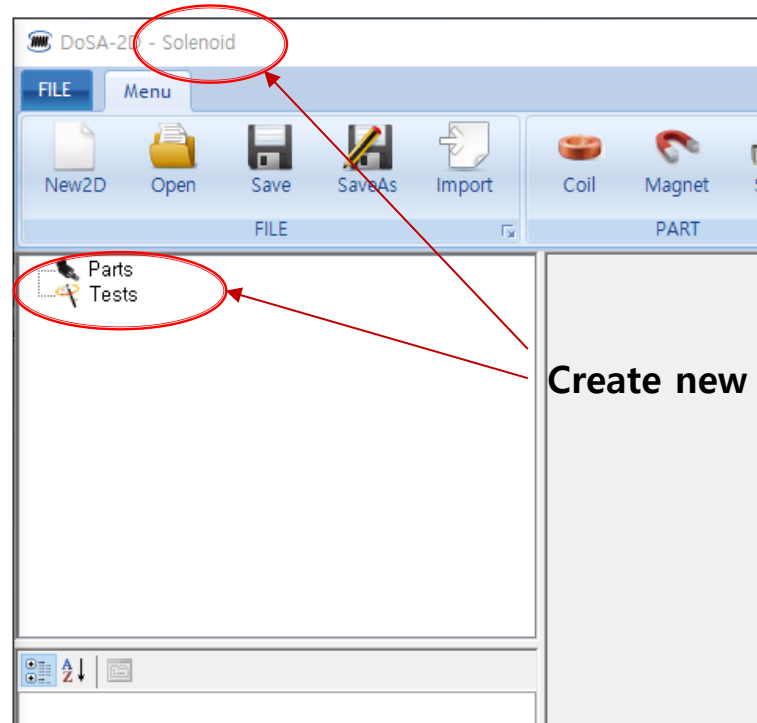 DoSA-2D - Solenoid
FILE Menu
New2D Open Save SaveAs Import Coil Magnet
FILE PART
Parts
Tests
Create new
A
Z